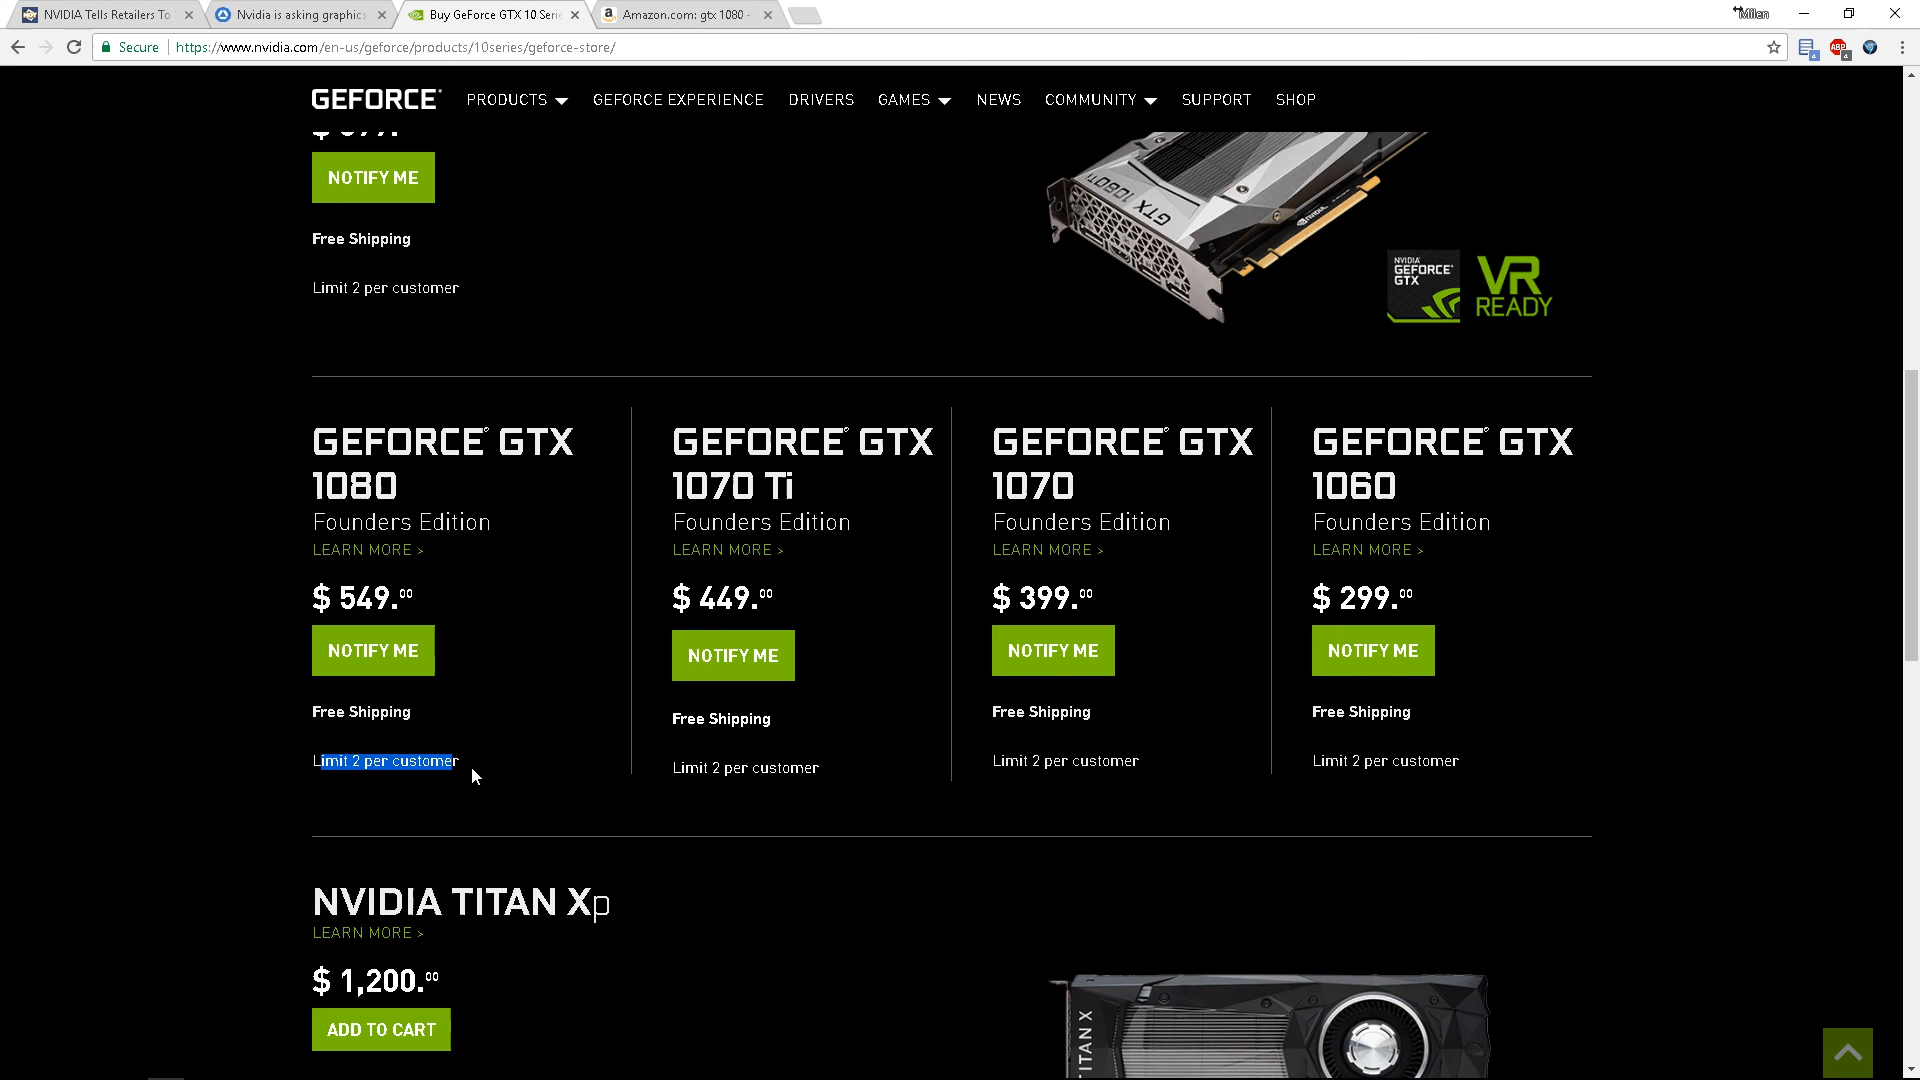 NVIDIA Tells Retailers To
Nvidia is asking graphics
Buy GeForce GTX 10 Serie
Amazon.com: gtx 1080 -
Milen
Secure
https://www.nvidia.com/en-us/geforce/products/10series/geforce-store/
ABP
GEFORCE
PRODUCTS
GEFORCE EXPERIENCE
DRIVERS
GAMES
NEWS
COMMUNITY
SUPPORT
SHOP
NOTIFY ME
Free Shipping
Limit 2 per customer
GTX 1080Ti
NVIDIA
NVIDIA
GEFORCE
GTX
VR
READY
GEFORCE® GTX
1080
Founders Edition
LEARN MORE >
$ 549.00
NOTIFY ME
Free Shipping
Limit 2 per customer
GEFORCE® GTX
1070 Ti
Founders Edition
LEARN MORE >
$ 449.00
NOTIFY ME
Free Shipping
Limit 2 per customer
GEFORCE® GTX
1070
Founders Edition
LEARN MORE >
$ 399.00
NOTIFY ME
Free Shipping
Limit 2 per customer
GEFORCE® GTX
1060
Founders Edition
LEARN MORE >
$ 299.00
NOTIFY ME
Free Shipping
Limit 2 per customer
NVIDIA TITAN Xp
LEARN MORE >
$ 1,200.00
ADD TO CART
TITAN X